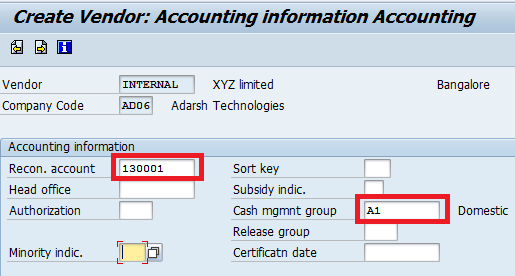 Create Vendor: Accounting information Accounting
Vendor INTERNAL XYZ limited Bangalore
Company Code AD06 Adarsh Technologies
Accounting information
Recon. account 130001 Sort key
Head office Subsidy indic.
Authorization Cash mgmnt group A1 Domestic
Release group
Minority indic. Certificatn date